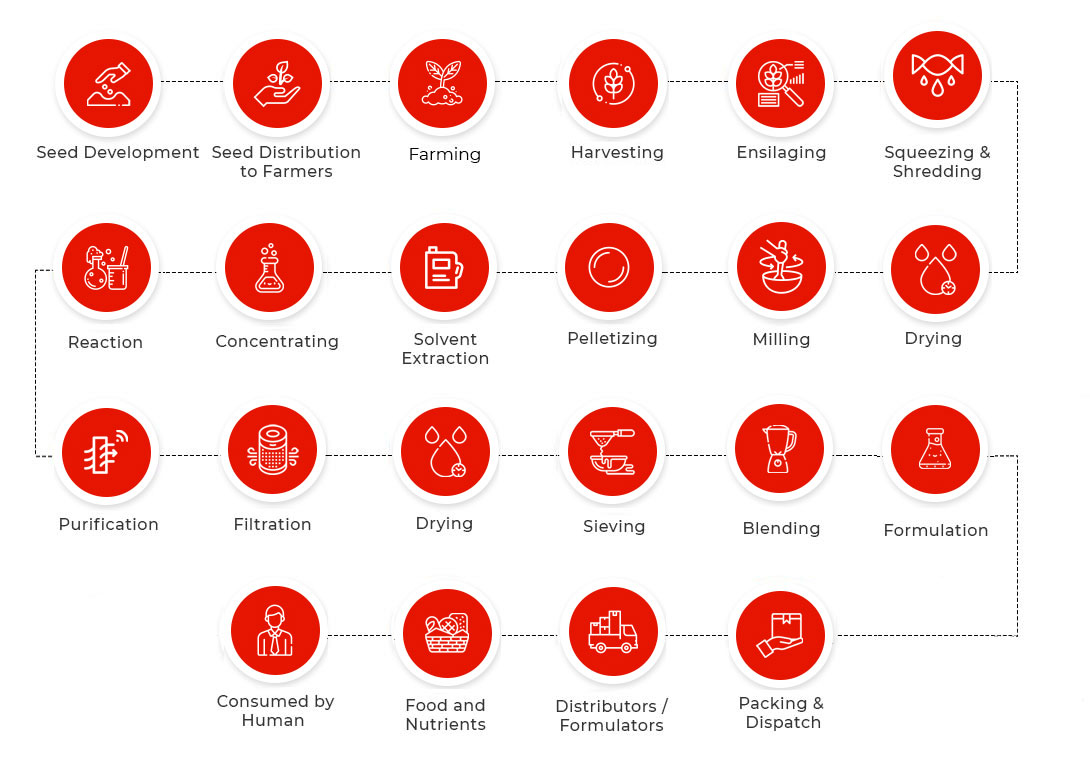 Seed Development
Seed Distribution
to Farmers
Farming
Harvesting
Ensilaging
Squeezing &
Shredding
Reaction
Concentrating
Solvent
Extraction
Pelletizing
Milling
Drying
Purification
Filtration
Drying
Sieving
Blending
Formulation
Consumed by
Human
Food and
Nutrients
Distributors /
Formulators
Packing &
Dispatch